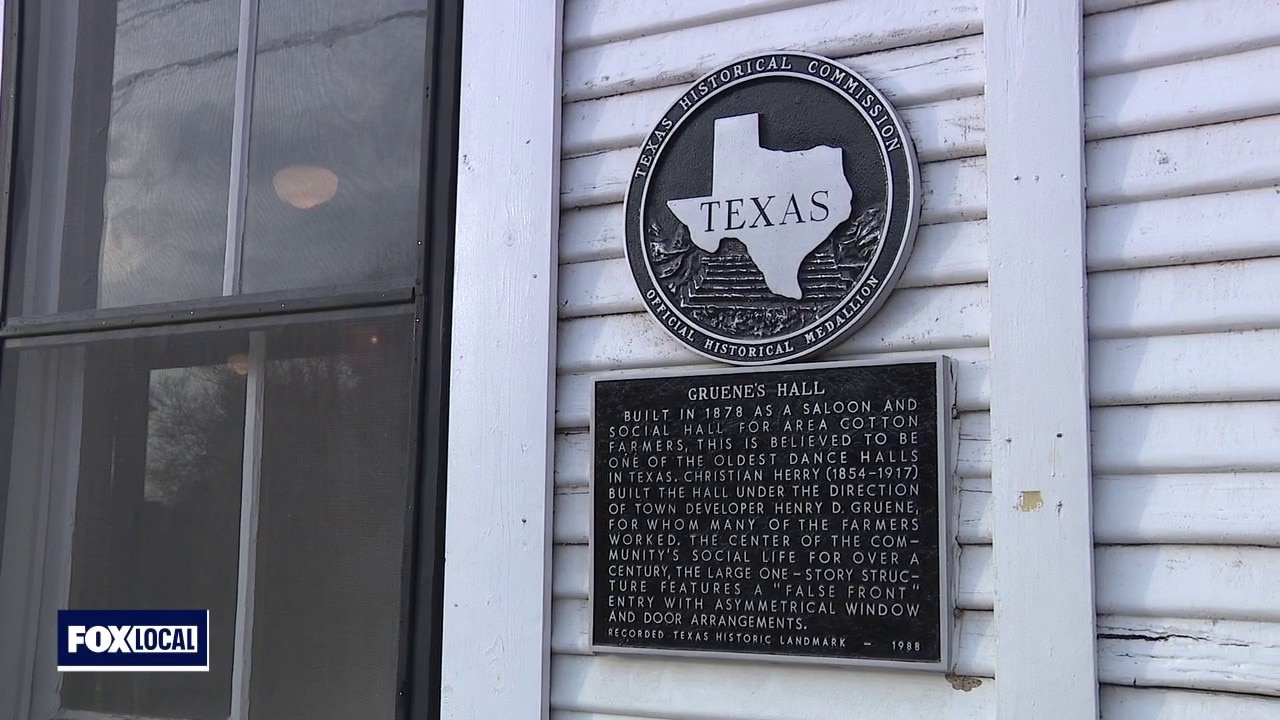 TEXAS HISTORICAL COMMISSION
TEXAS
OFFICIAL HISTORICAL MEDALLION
GRUENE'S HALL
BUILT IN 1878 AS A SALOON AND
SOCIAL HALL FOR AREA COTTON
FARMERS, THIS IS BELIEVED TO BE
ONE OF THE OLDEST DANCE HALLS
IN TEXAS. CHRISTIAN HERRY (1854-1917)
BUILT THE HALL UNDER THE DIRECTION
OF TOWN DEVELOPER HENRY D. GRUENE,
FOR WHOM MANY OF THE FARMERS
WORKED. THE CENTER OF THE COM-
MUNITY'S SOCIAL LIFE FOR OVER A
CENTURY, THE LARGE ONE-STORY STRUC-
TURE FEATURES A "FALSE FRONT"
ENTRY WITH ASYMMETRICAL WINDOW
AND DOOR ARRANGEMENTS.
RECORDED TEXAS HISTORIC LANDMARK - 1988
FOX LOCAL